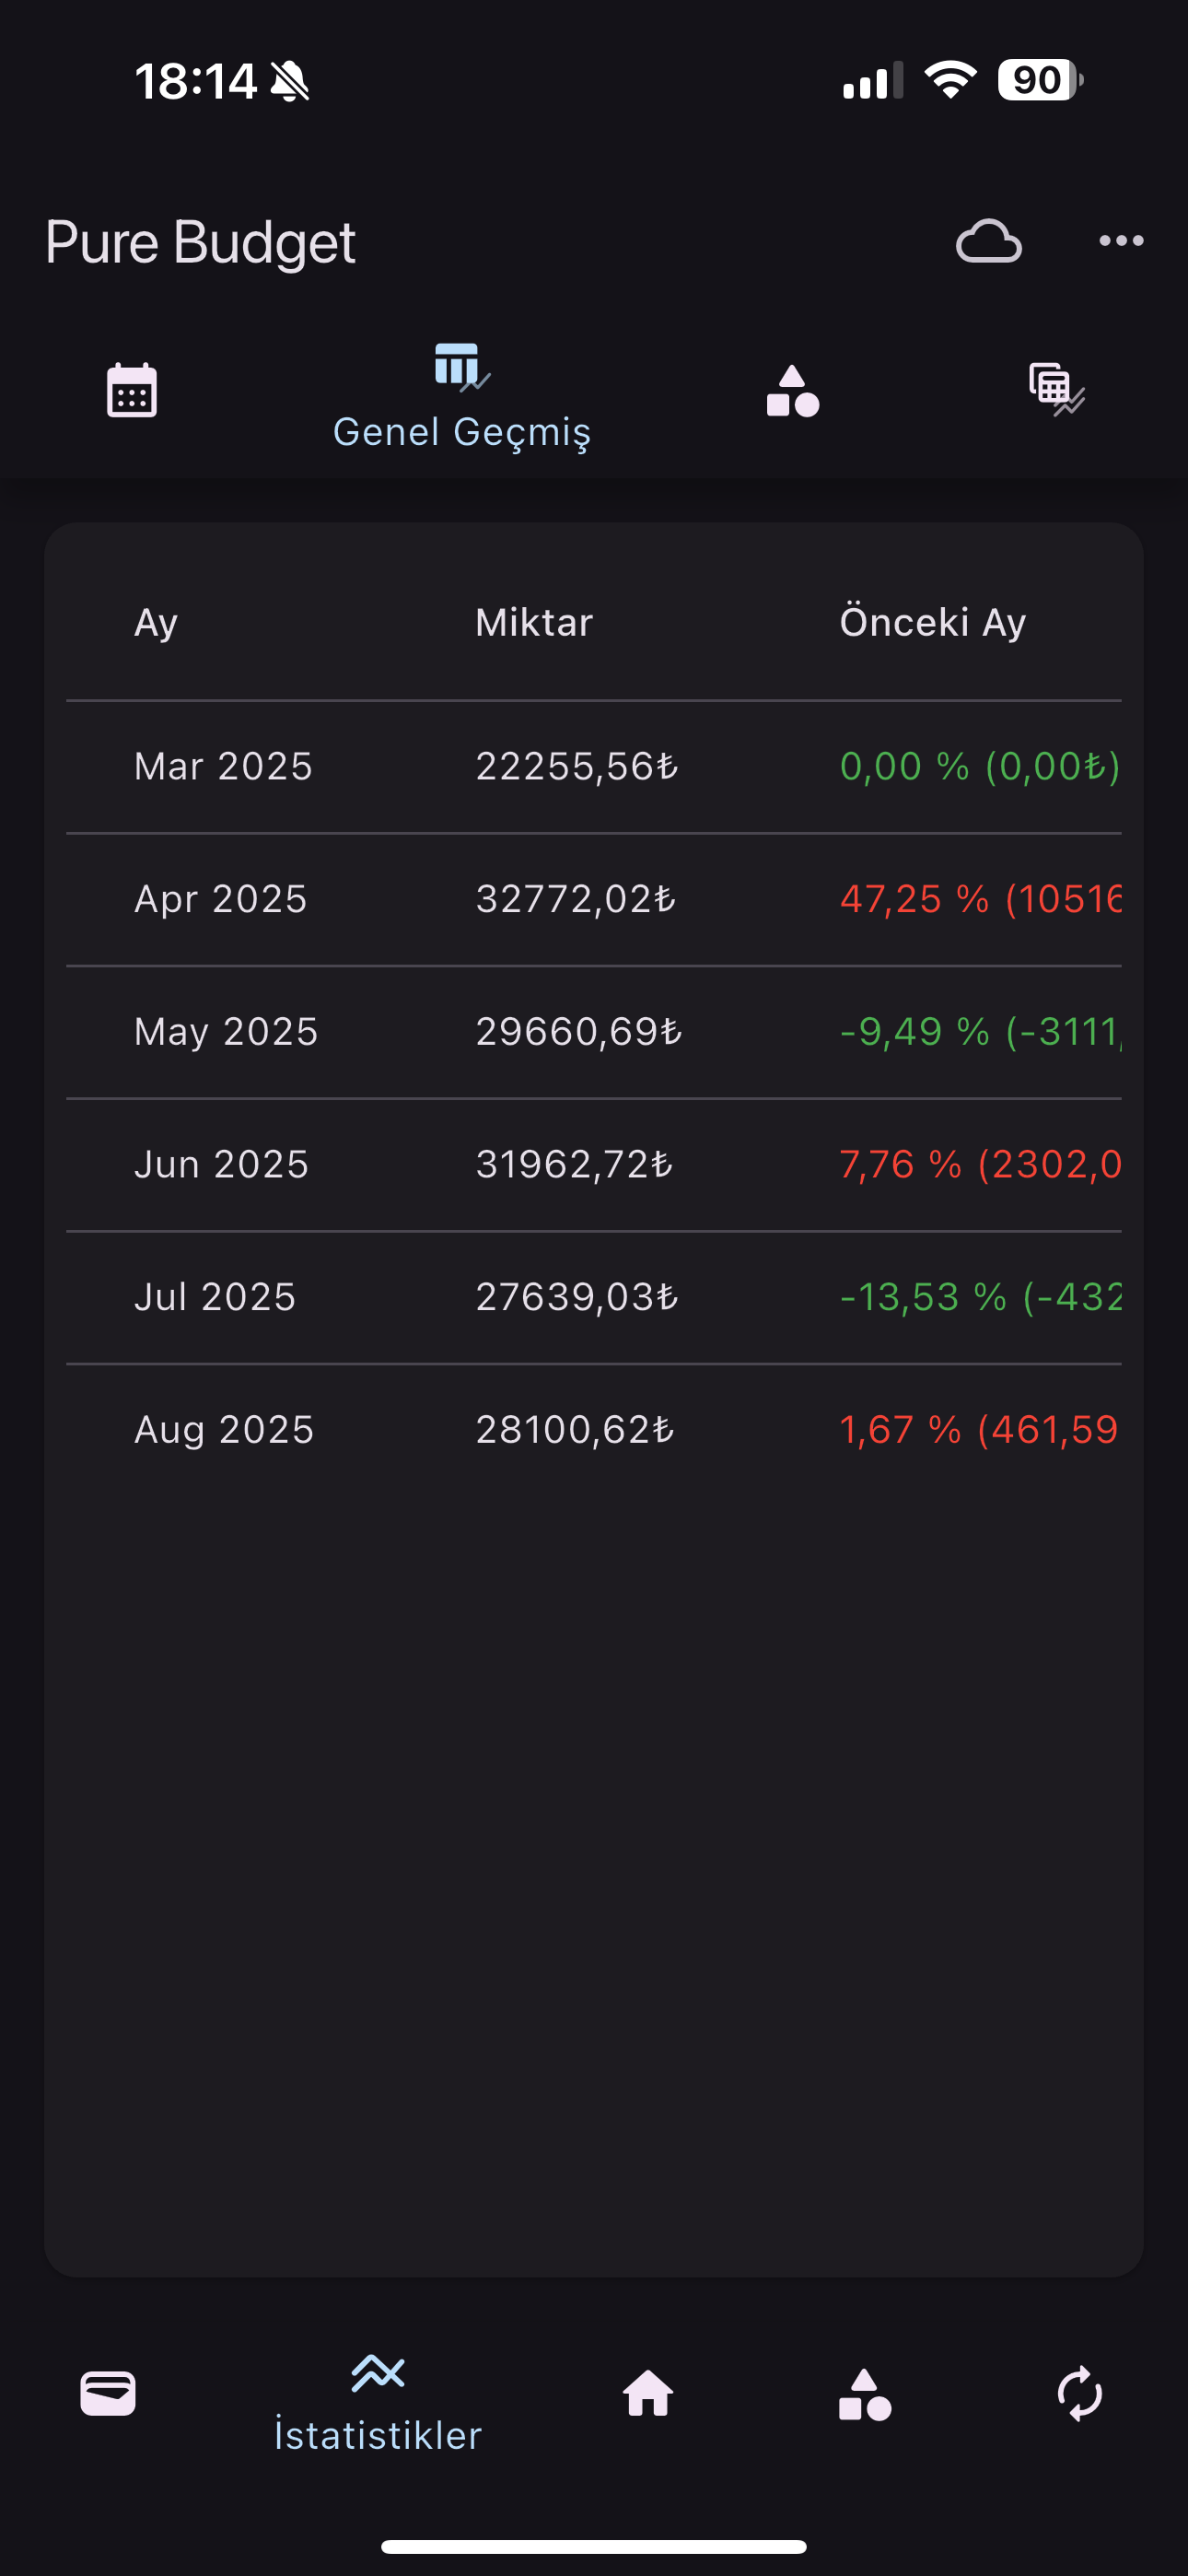 18:14
90
Pure Budget
Genel Geçmiş
Ay Miktar Önceki Ay
Mar 2025 22255,56₺ 0,00 % (0,00₺)
Apr 2025 32772,02₺ 47,25 % (10516
May 2025 29660,69₺ -9,49 % (-3111,
Jun 2025 31962,72₺ 7,76 % (2302,0
Jul 2025 27639,03₺ -13,53 % (-432
Aug 2025 28100,62₺ 1,67 % (461,59
İstatistikler